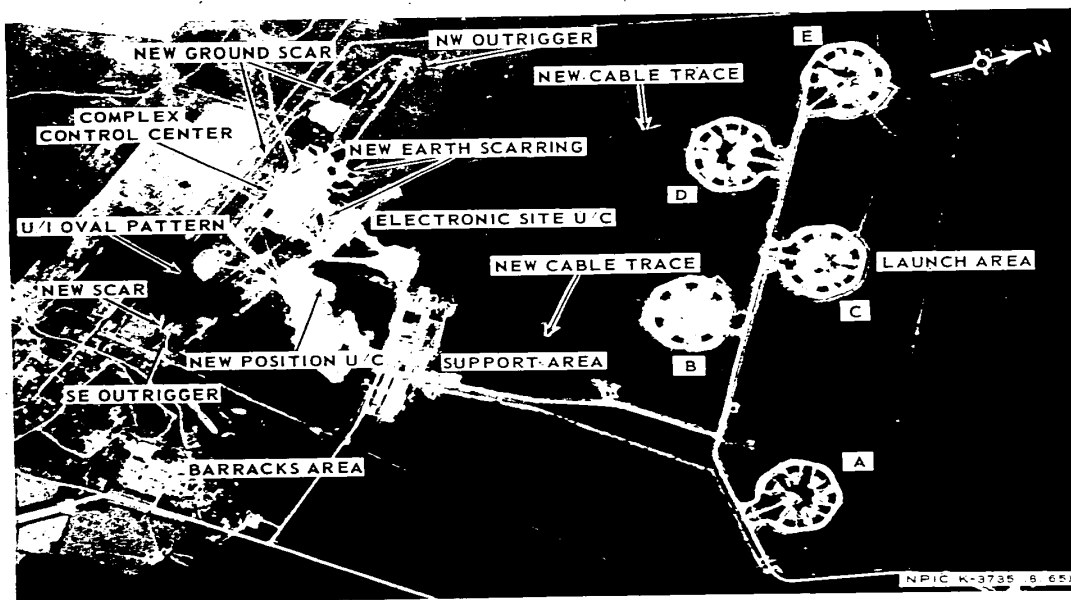 NEW GROUND SCAR
NW OUTRIGGER
E
N
NEW CABLE TRACE
COMPLEX
CONTROL CENTER
NEW EARTH SCARRING
D
U/I OVAL PATTERN
ELECTRONIC SITE U/C
NEW CABLE TRACE
LAUNCH AREA
NEW SCAR
C
NEW POSITION U/C
SUPPORT AREA
B
SE OUTRIGGER
BARRACKS AREA
A
NPIC K-3735